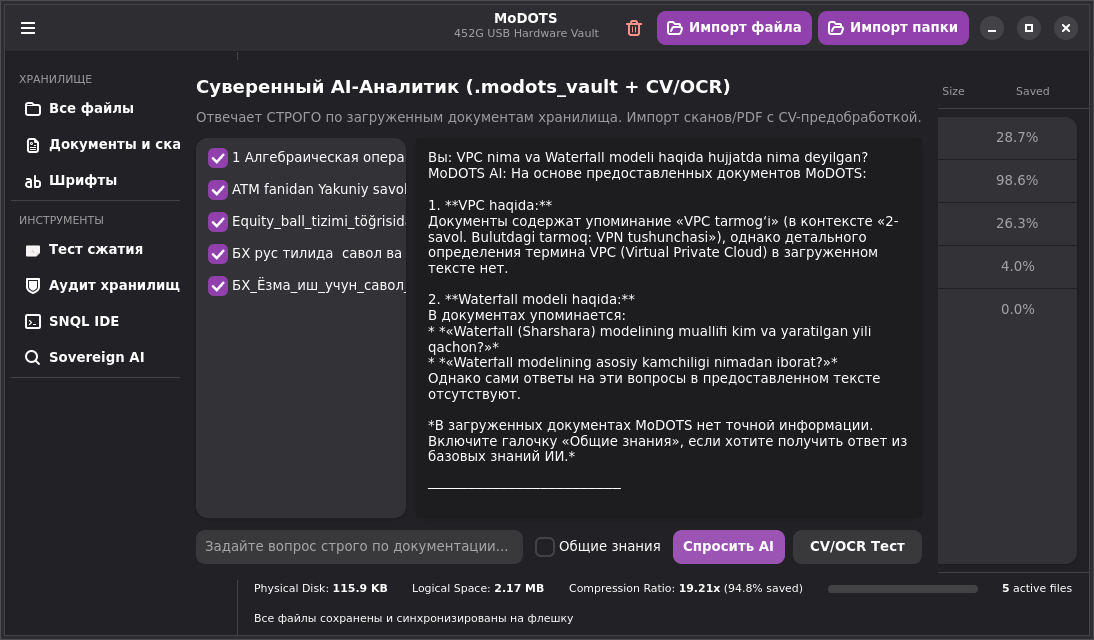 MoDOTS
452G USB Hardware Vault
Импорт файла
Импорт папки
ХРАНИЛИЩЕ
Все файлы
Документы и ска
ab Шрифты
ИНСТРУМЕНТЫ
Тест сжатия
Аудит хранилищ
SNQL IDE
Sovereign AI
Суверенный AI-Аналитик (.modots_vault + CV/OCR)
Отвечает СТРОГО по загруженным документам хранилища. Импорт сканов/PDF с CV-предобработкой.
1 Алгебраическая опера
ATM fanidan Yakuniy savol
Equity_ball_tizimi_töğrisid
БХ рус тилида  савол ва
БХ_Ёзма_иш_учун_савол_
Вы: VPC nima va Waterfall modeli haqida hujjatda nima deyilgan?
MoDOTS AI: На основе предоставленных документов MoDOTS:
1. **VPC haqida:**
Документы содержат упоминание «VPC tarmog‘i» (в контексте «2-
savol. Bulutdagi tarmoq: VPN tushunchasi»), однако детального
определения термина VPC (Virtual Private Cloud) в загруженном
тексте нет.
2. **Waterfall modeli haqida:**
В документах упоминается:
* *«Waterfall (Sharshara) modelining muallifi kim va yaratilgan yili
qachon?»*
* *«Waterfall modelining asosiy kamchiligi nimadan iborat?»*
Однако сами ответы на эти вопросы в предоставленном тексте
отсутствуют.
*В загруженных документах MoDOTS нет точной информации.
Включите галочку «Общие знания», если хотите получить ответ из
базовых знаний ИИ.*
Задайте вопрос строго по документации...
Общие знания
Спросить AI
CV/OCR Тест
Size
Saved
28.7%
98.6%
26.3%
4.0%
0.0%
Physical Disk: 115.9 KB
Logical Space: 2.17 MB
Compression Ratio: 19.21x (94.8% saved)
5 active files
Все файлы сохранены и синхронизированы на флешку